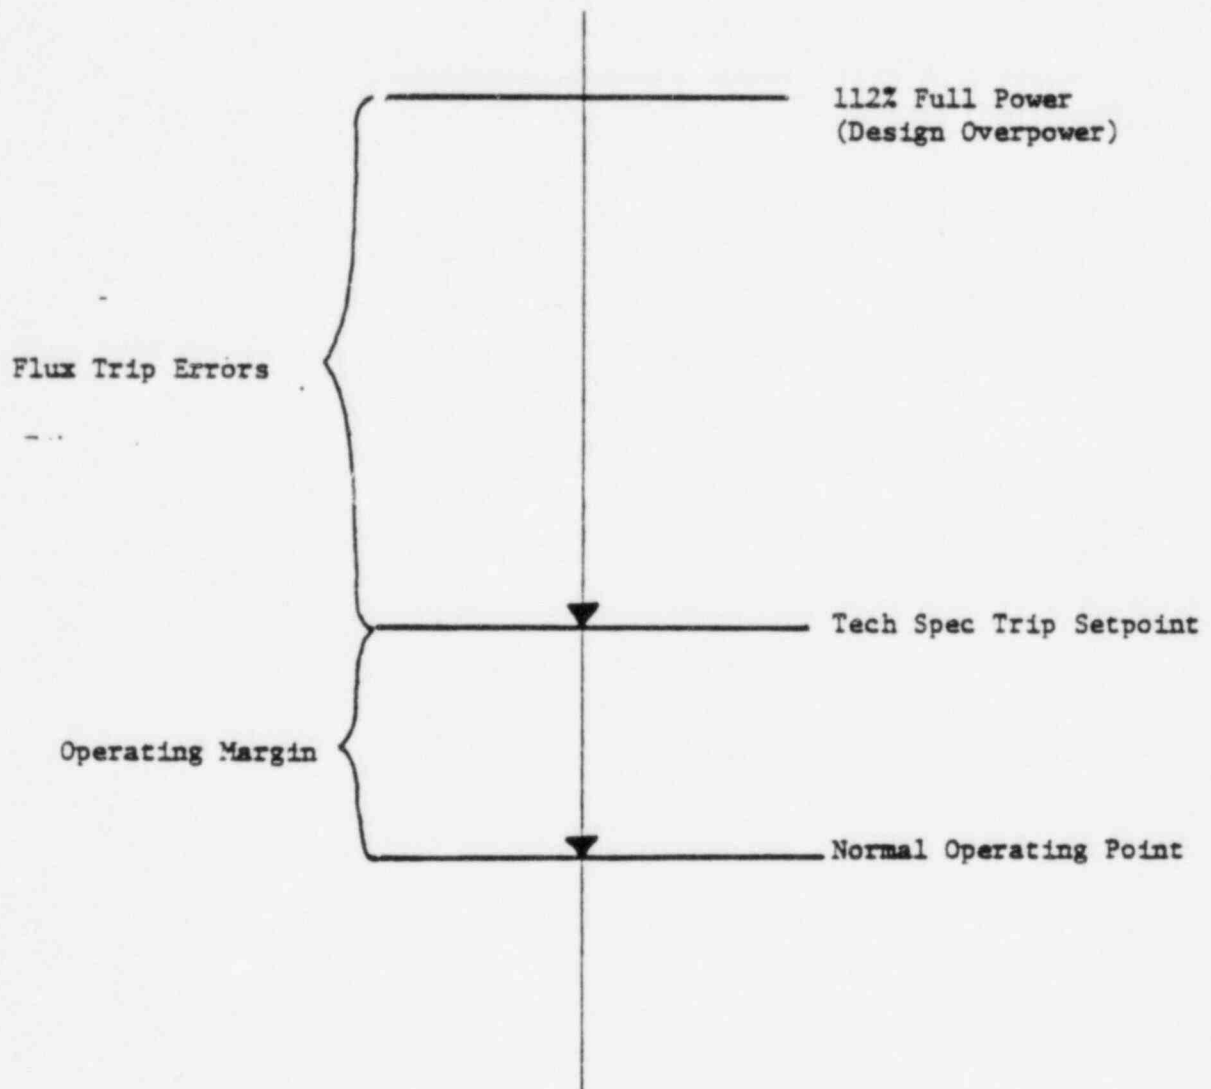 112% Full Power
(Design Overpower)
Flux Trip Errors
Tech Spec Trip Setpoint
Operating Margin
Normal Operating Point